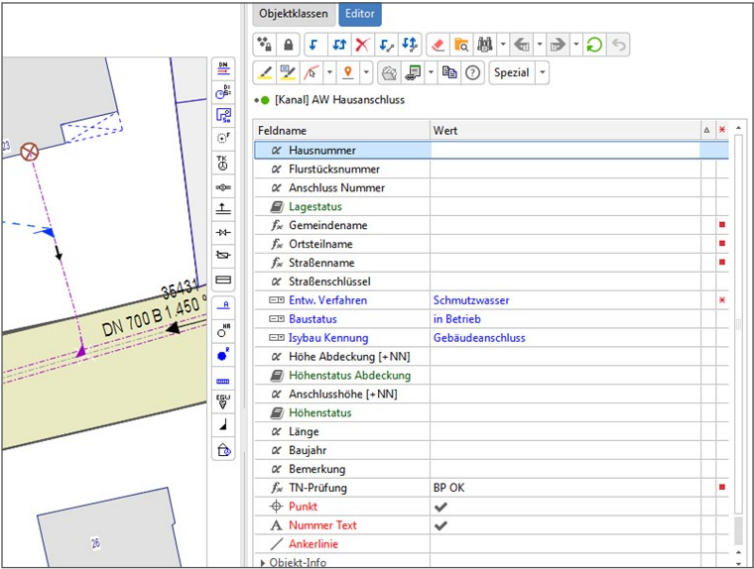 Objektklassen Editor
Spezial
[Kanal] AW Hausanschluss
Feldname Wert
Hausnummer
Flurstücksnummer
Anschluss Nummer
Lagestatus
Gemeindename
Ortsteilname
Straßenname
Straßenschlüssel
Entw. Verfahren Schmutzwasser
Baustatus in Betrieb
Isybau Kennung Gebäudeanschluss
Höhe Abdeckung [+NN]
Höhenstatus Abdeckung
Anschlusshöhe [+NN]
Höhenstatus
Länge
Baujahr
Bemerkung
TN-Prüfung BP OK
Punkt
Nummer Text
Ankerlinie
Objekt-Info
23
DN
TK
35431
DN 700 B 1.450 °
26